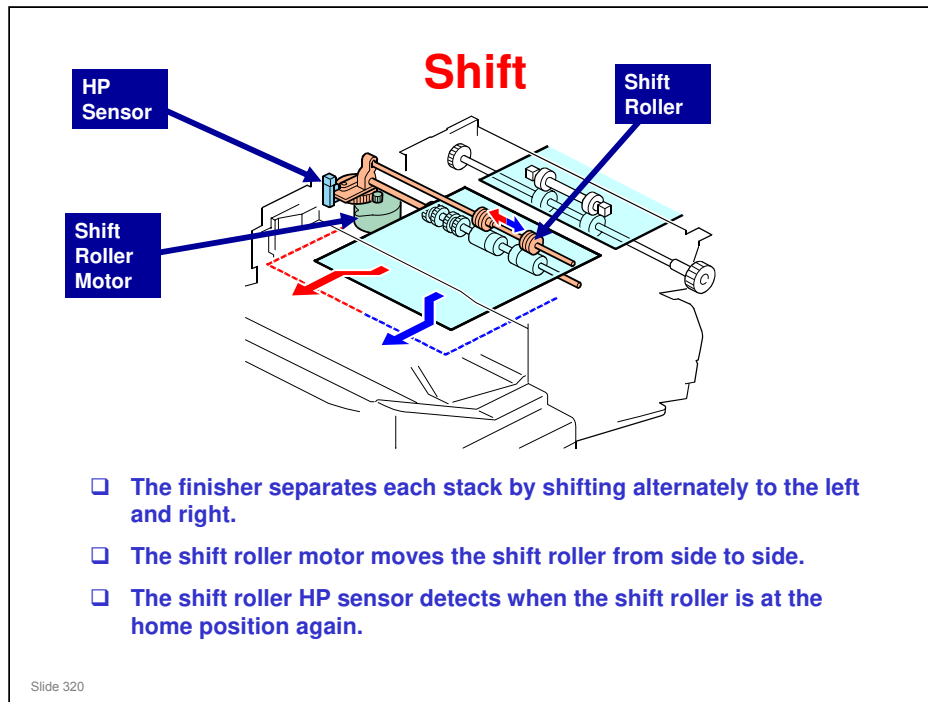 Shift
HP
Sensor
Shift
Roller
Shift
Roller
Motor
❑ The finisher separates each stack by shifting alternately to the left
and right.
❑ The shift roller motor moves the shift roller from side to side.
❑ The shift roller HP sensor detects when the shift roller is at the
home position again.
Slide 320